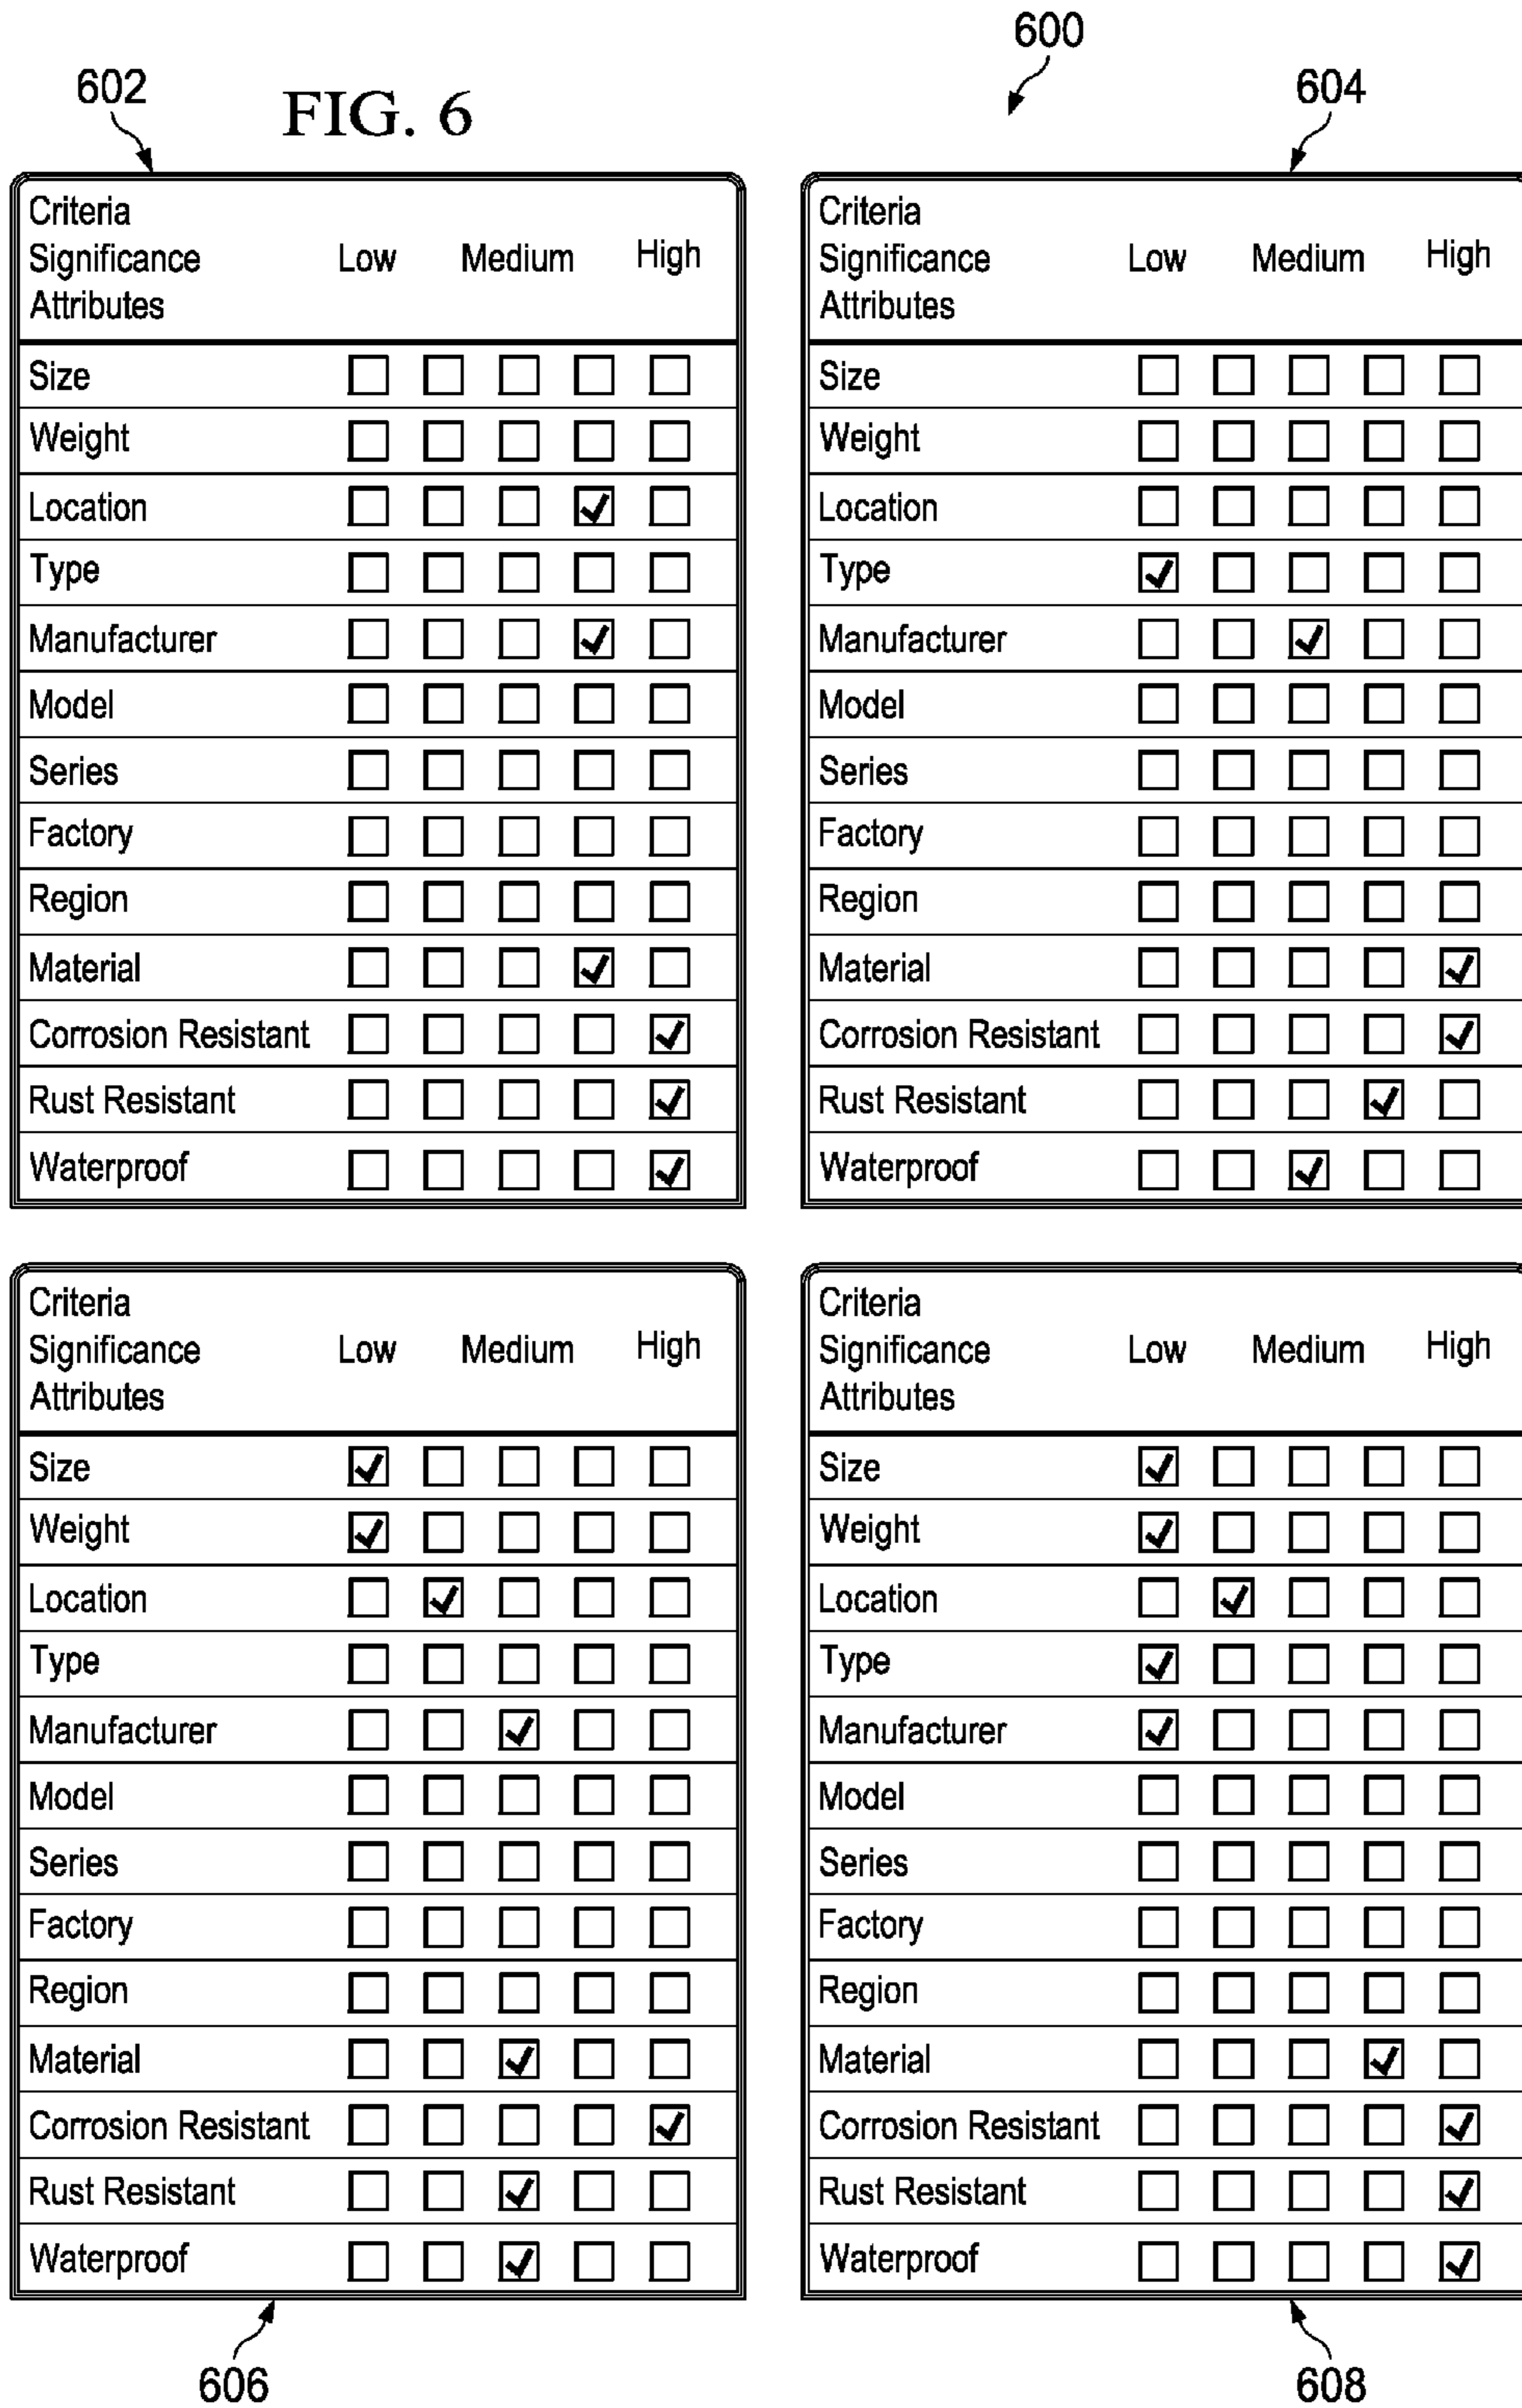 600
602
FIG. 6
604
Criteria
Significance Low Medium High
Attributes
Size
Weight
Location
Type
Manufacturer
Model
Series
Factory
Region
Material
Corrosion Resistant
Rust Resistant
Waterproof
Criteria
Significance Low Medium High
Attributes
Size
Weight
Location
Type
Manufacturer
Model
Series
Factory
Region
Material
Corrosion Resistant
Rust Resistant
Waterproof
Criteria
Significance Low Medium High
Attributes
Size
Weight
Location
Type
Manufacturer
Model
Series
Factory
Region
Material
Corrosion Resistant
Rust Resistant
Waterproof
606
Criteria
Significance Low Medium High
Attributes
Size
Weight
Location
Type
Manufacturer
Model
Series
Factory
Region
Material
Corrosion Resistant
Rust Resistant
Waterproof
608